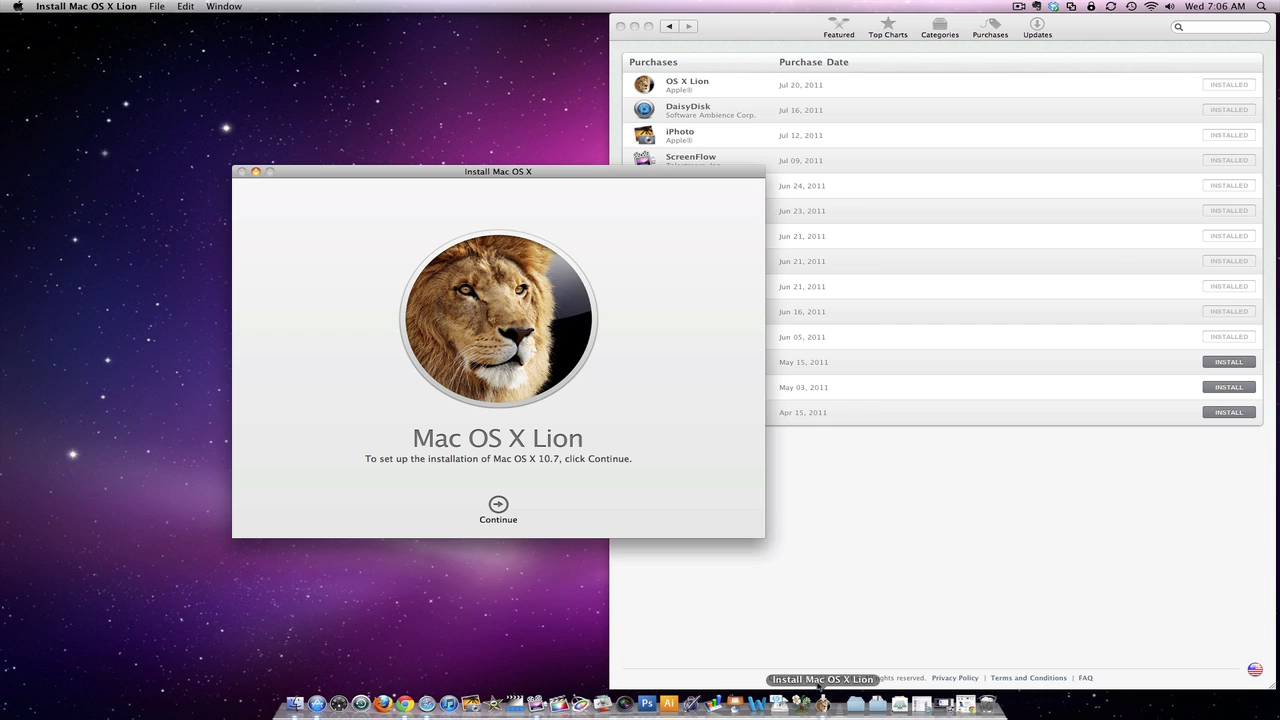 Install Mac OS X Lion File Edit Window Wed 7:06 AM
Featured Top Charts Categories Purchases Updates
Purchases Purchase Date
OS X Lion
Apple® Jul 20, 2011 INSTALLED
DaisyDisk
Software Ambience Corp. Jul 16, 2011 INSTALLED
iPhoto
Apple® Jul 12, 2011 INSTALLED
ScreenFlow
Jul 09, 2011 INSTALLED
Jun 24, 2011 INSTALLED
Jun 23, 2011 INSTALLED
Jun 21, 2011 INSTALLED
Jun 21, 2011 INSTALLED
Jun 21, 2011 INSTALLED
Jun 16, 2011 INSTALLED
Jun 05, 2011 INSTALLED
May 15, 2011 INSTALL
May 03, 2011 INSTALL
Apr 15, 2011 INSTALL
Install Mac OS X
Mac OS X Lion
To set up the installation of Mac OS X 10.7, click Continue.
Continue
Install Mac OS X Lion
rights reserved. Privacy Policy | Terms and Conditions | FAQ
Ps Ai W